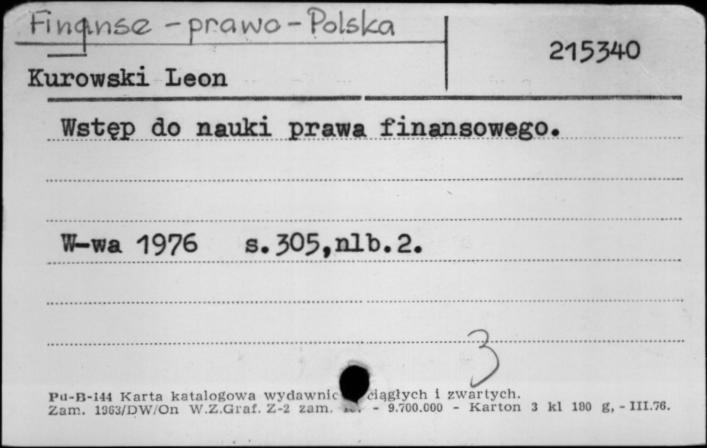 Finanse - prawo - Polska
215340
Kurowski Leon
Wstęp do nauki prawa finansowego.
W-wa 1976 s.305,nlb.2.
3
Pu-B-144 Karta katalogowa wydawnic ciągłych i zwartych.
Zam. 1963/DW/On W.Z.Graf. Z-2 zam. - 9.700.000 - Karton 3 kl 180 g, - III.76.